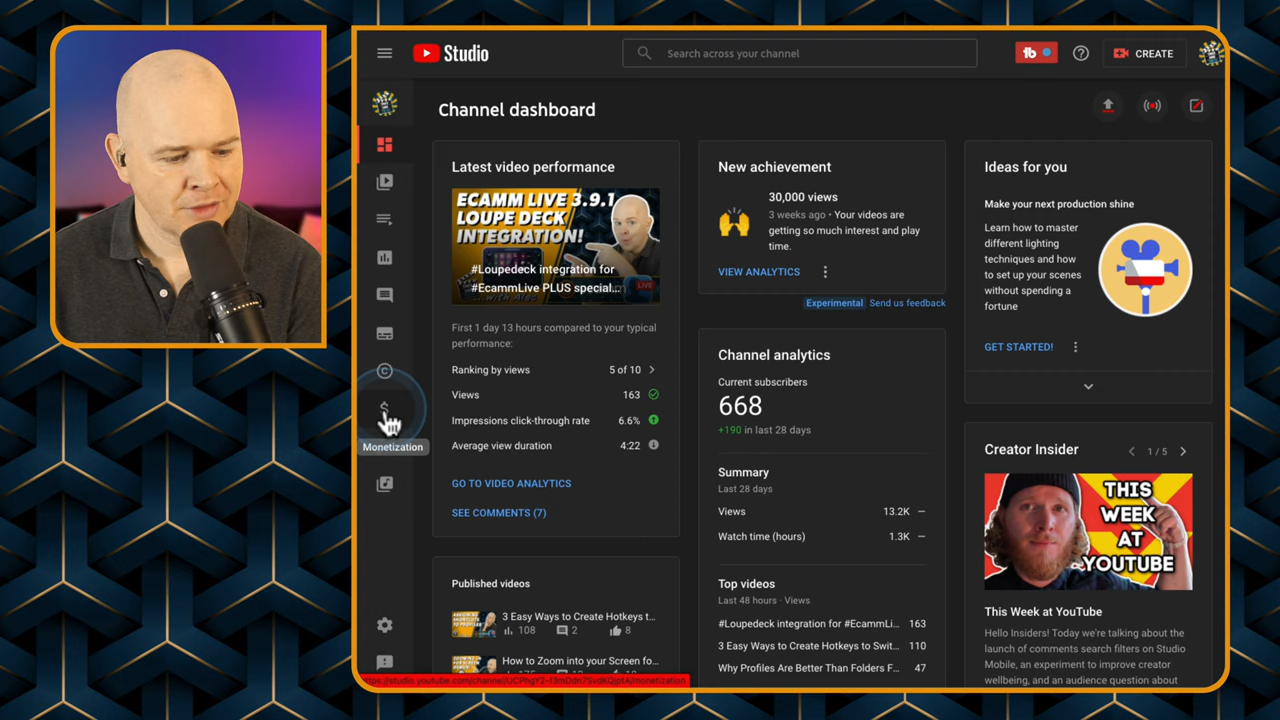 Studio
Search across your channel
tb
CREATE
Channel dashboard
Latest video performance
ECAMM LIVE 3.9.1
LOUPE DECK
INTEGRATION!
#Loupedeck integration for
#EcammLive PLUS special...
LIVE
First 1 day 13 hours compared to your typical
performance:
Ranking by views 5 of 10
Views 163
Impressions click-through rate 6.6%
Average view duration 4:22
GO TO VIDEO ANALYTICS
SEE COMMENTS (7)
Published videos
3 Easy Ways to Create Hotkeys t...
108 2 8
How to Zoom into your Screen fo...
Monetization
New achievement
30,000 views
3 weeks ago • Your videos are
getting so much interest and play
time.
VIEW ANALYTICS
Experimental Send us feedback
Channel analytics
Current subscribers
668
+190 in last 28 days
Summary
Last 28 days
Views 13.2K —
Watch time (hours) 1.3K —
Top videos
Last 48 hours · Views
#Loupedeck integration for #EcammLi... 163
3 Easy Ways to Create Hotkeys to Swit... 110
Why Profiles Are Better Than Folders F... 47
Ideas for you
Make your next production shine
Learn how to master
different lighting
techniques and how
to set up your scenes
without spending a
fortune
GET STARTED!
Creator Insider
1 / 5
THIS
WEEK
AT
YOUTUBE
This Week at YouTube
Hello Insiders! Today we're talking about the
launch of comments search filters on Studio
Mobile, an experiment to improve creator
wellbeing, and an audience question about